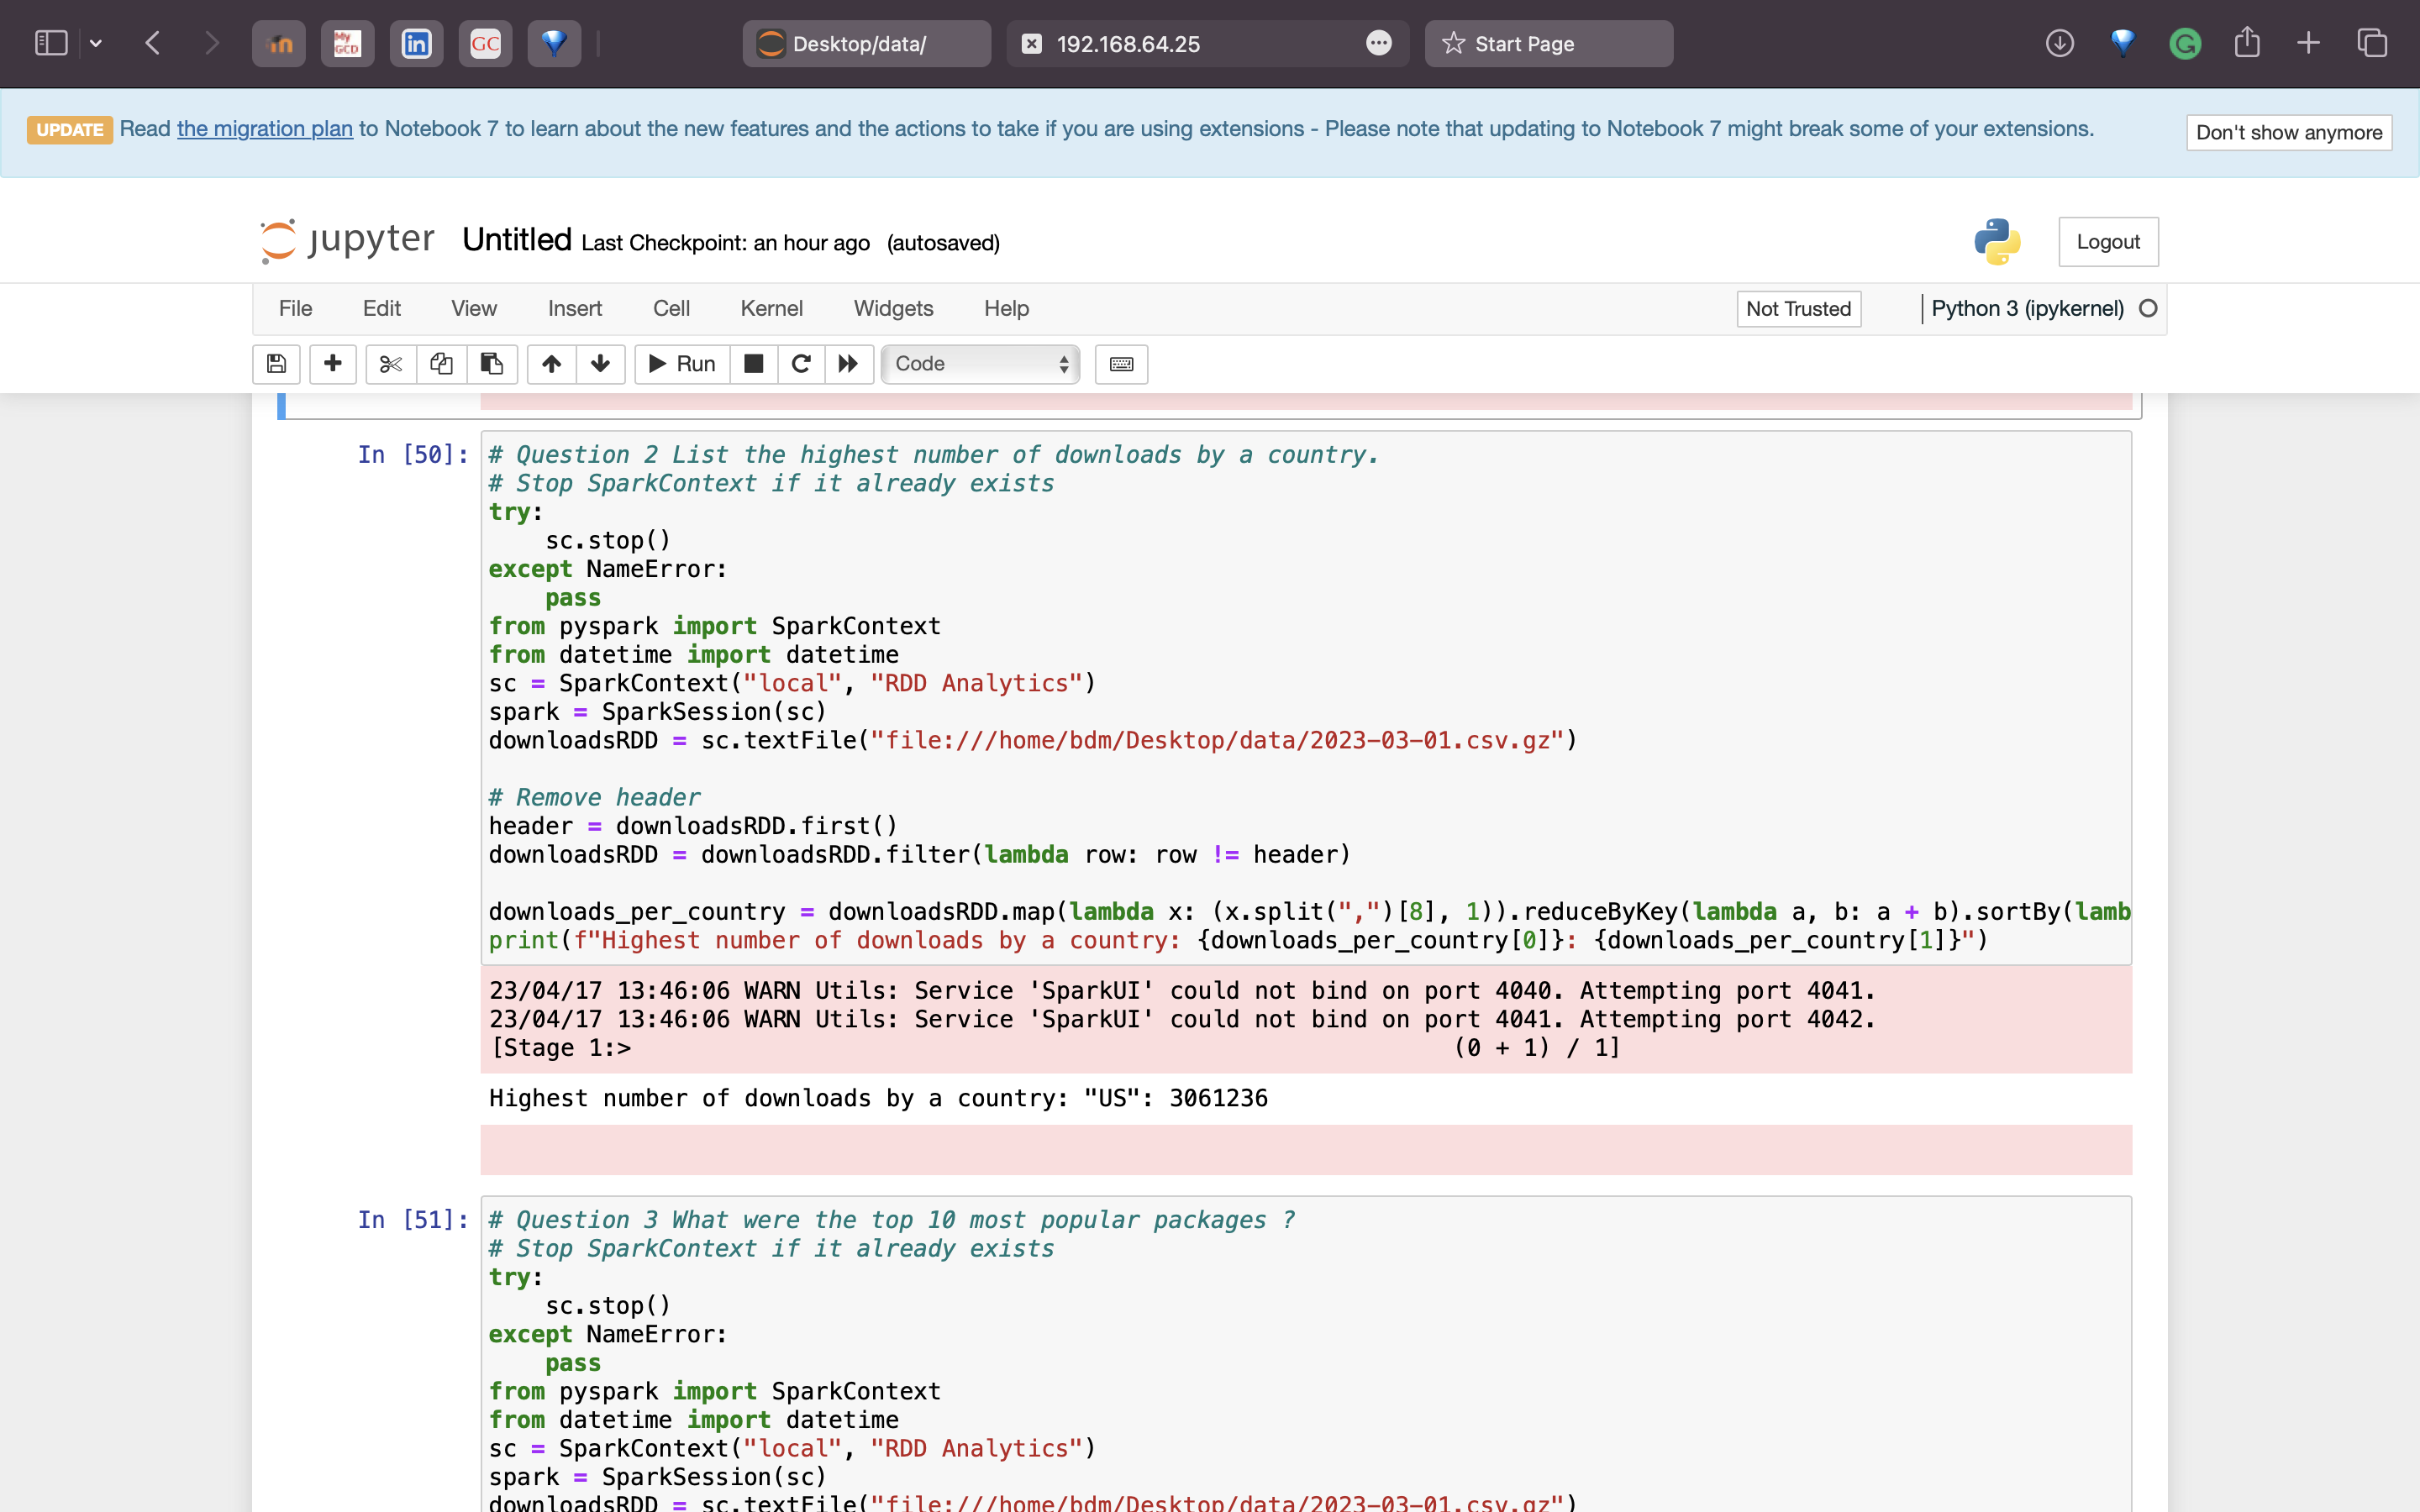 My
GCD
in
GC
Desktop/data/
192.168.64.25
Start Page
G
UPDATE Read the migration plan to Notebook 7 to learn about the new features and the actions to take if you are using extensions - Please note that updating to Notebook 7 might break some of your extensions.
Don't show anymore
jupyter Untitled Last Checkpoint: an hour ago (autosaved)
Logout
File Edit View Insert Cell Kernel Widgets Help
Not Trusted
Python 3 (ipykernel)
Run
Code
In [50]: # Question 2 List the highest number of downloads by a country.
# Stop SparkContext if it already exists
try:
    sc.stop()
except NameError:
    pass
from pyspark import SparkContext
from datetime import datetime
sc = SparkContext("local", "RDD Analytics")
spark = SparkSession(sc)
downloadsRDD = sc.textFile("file:///home/bdm/Desktop/data/2023-03-01.csv.gz")
# Remove header
header = downloadsRDD.first()
downloadsRDD = downloadsRDD.filter(lambda row: row != header)
downloads_per_country = downloadsRDD.map(lambda x: (x.split(",")[8], 1)).reduceByKey(lambda a, b: a + b).sortBy(lamb
print(f"Highest number of downloads by a country: {downloads_per_country[0]}: {downloads_per_country[1]}")
23/04/17 13:46:06 WARN Utils: Service 'SparkUI' could not bind on port 4040. Attempting port 4041.
23/04/17 13:46:06 WARN Utils: Service 'SparkUI' could not bind on port 4041. Attempting port 4042.
[Stage 1:> (0 + 1) / 1]
Highest number of downloads by a country: "US": 3061236
In [51]: # Question 3 What were the top 10 most popular packages ?
# Stop SparkContext if it already exists
try:
    sc.stop()
except NameError:
    pass
from pyspark import SparkContext
from datetime import datetime
sc = SparkContext("local", "RDD Analytics")
spark = SparkSession(sc)
downloadsRDD = sc.textFile("file:///home/bdm/Desktop/data/2023-03-01.csv.gz")